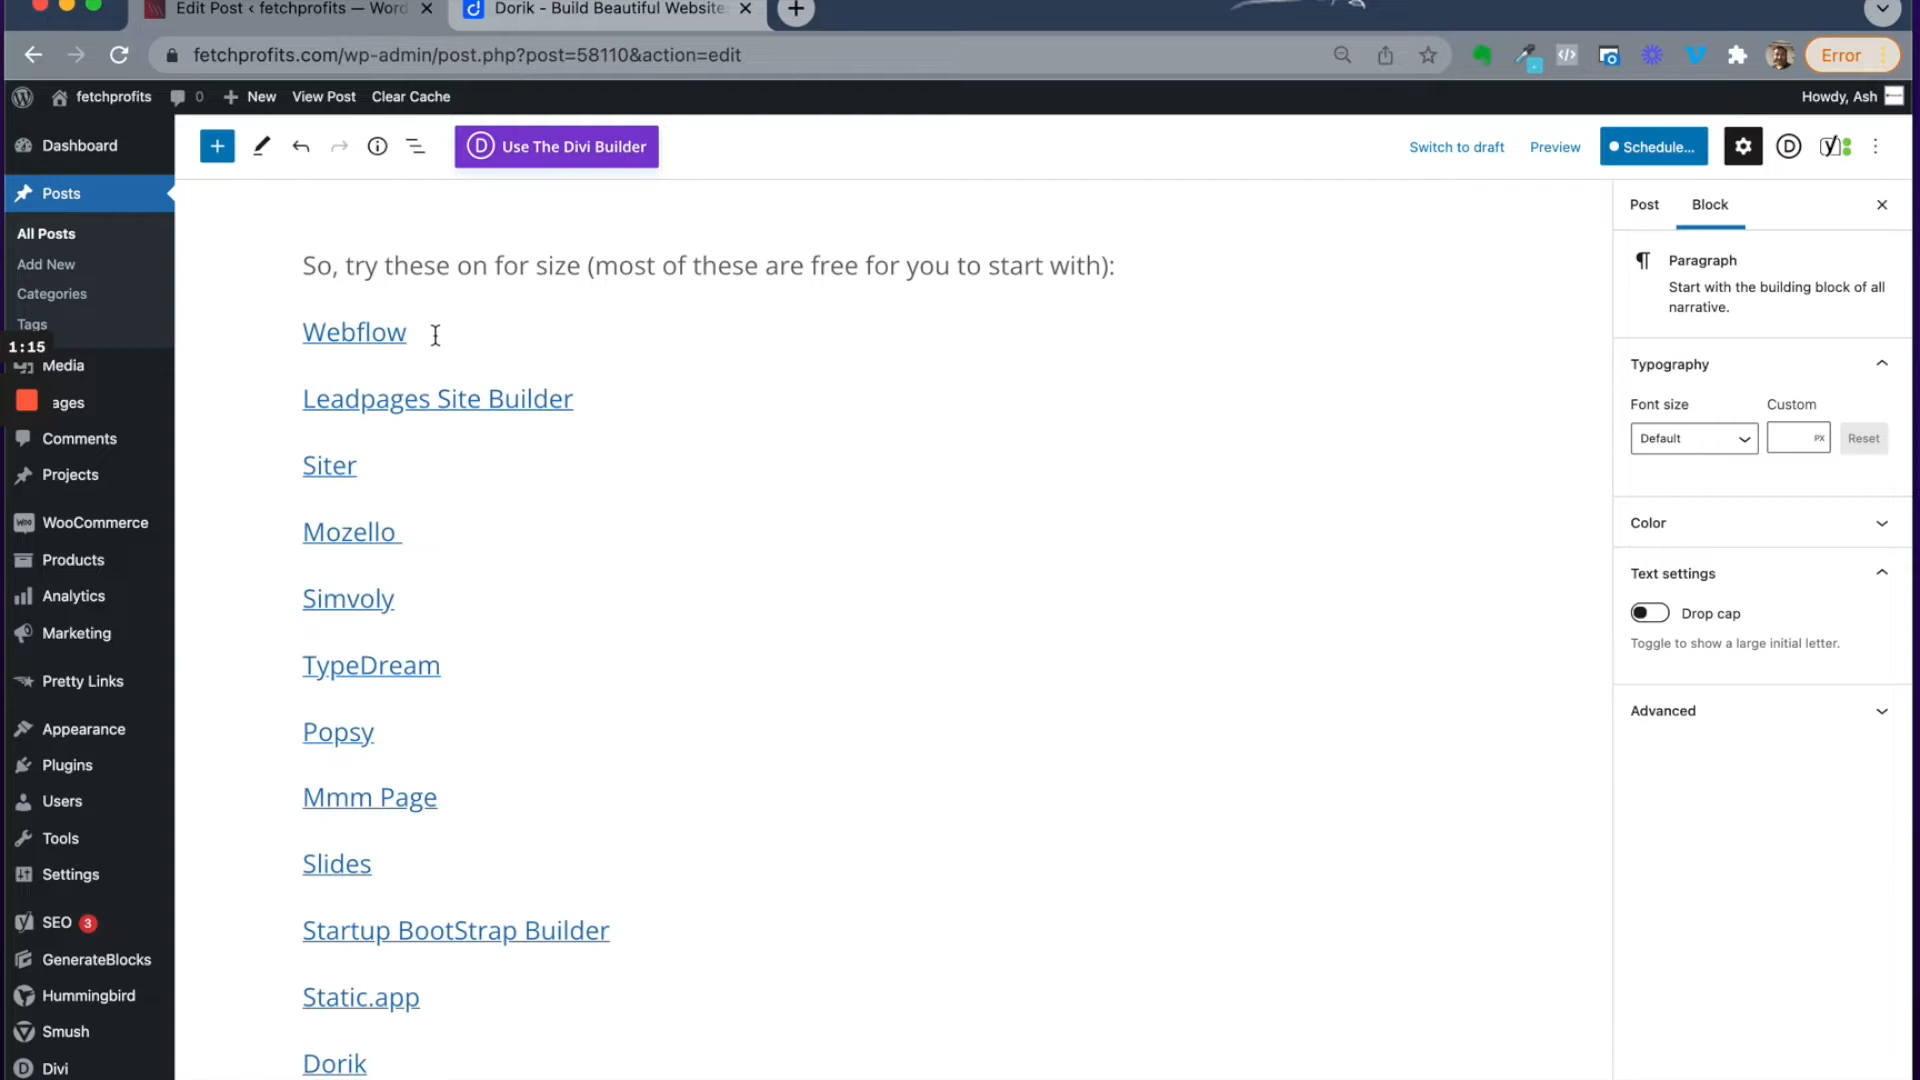 Edit Post ‹ fetchprofits — Word
Dorik - Build Beautiful Website
fetchprofits.com/wp-admin/post.php?post=58110&action=edit
Error
fetchprofits
0
New
View Post
Clear Cache
Howdy, Ash
Dashboard
Use The Divi Builder
Switch to draft
Preview
Schedule...
Posts
All Posts
Add New
Categories
Tags
1:15
Media
ages
Comments
Projects
WooCommerce
Products
Analytics
Marketing
Pretty Links
Appearance
Plugins
Users
Tools
Settings
SEO 3
GenerateBlocks
Hummingbird
Smush
Divi
So, try these on for size (most of these are free for you to start with):
Webflow
Leadpages Site Builder
Siter
Mozello
Simvoly
TypeDream
Popsy
Mmm Page
Slides
Startup BootStrap Builder
Static.app
Dorik
Post
Block
Paragraph
Start with the building block of all
narrative.
Typography
Font size
Custom
Default
PX
Reset
Color
Text settings
Drop cap
Toggle to show a large initial letter.
Advanced